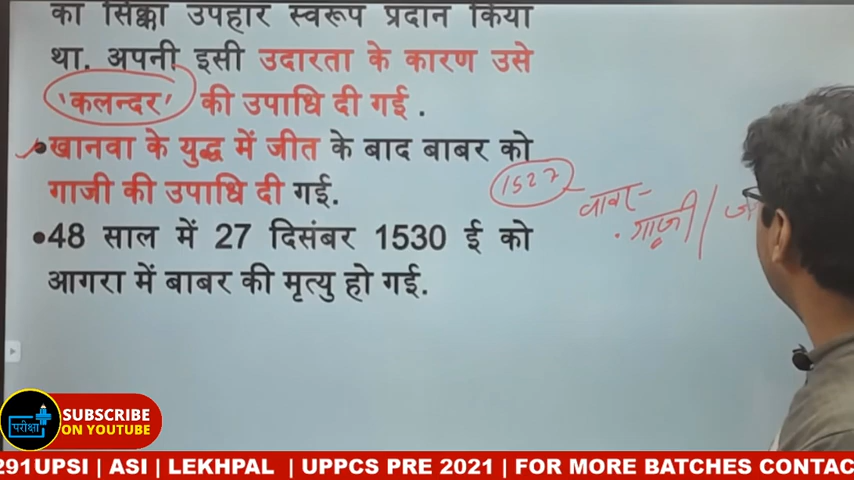 का सिक्का उपहार स्वरूप प्रदान किया
था. अपनी इसी उदारता के कारण उसे
'कलन्दर' की उपाधि दी गई .
•खानवा के युद्ध में जीत के बाद बाबर को
1527
गाजी की उपाधि दी गई.
बाबर-
गाज़ी
•48 साल में 27 दिसंबर 1530 ई को
आगरा में बाबर की मृत्यु हो गई.
परीक्षा
SUBSCRIBE
ON YOUTUBE
291UPSI | ASI | LEKHPAL | UPPCS PRE 2021 | FOR MORE BATCHES CONTAC